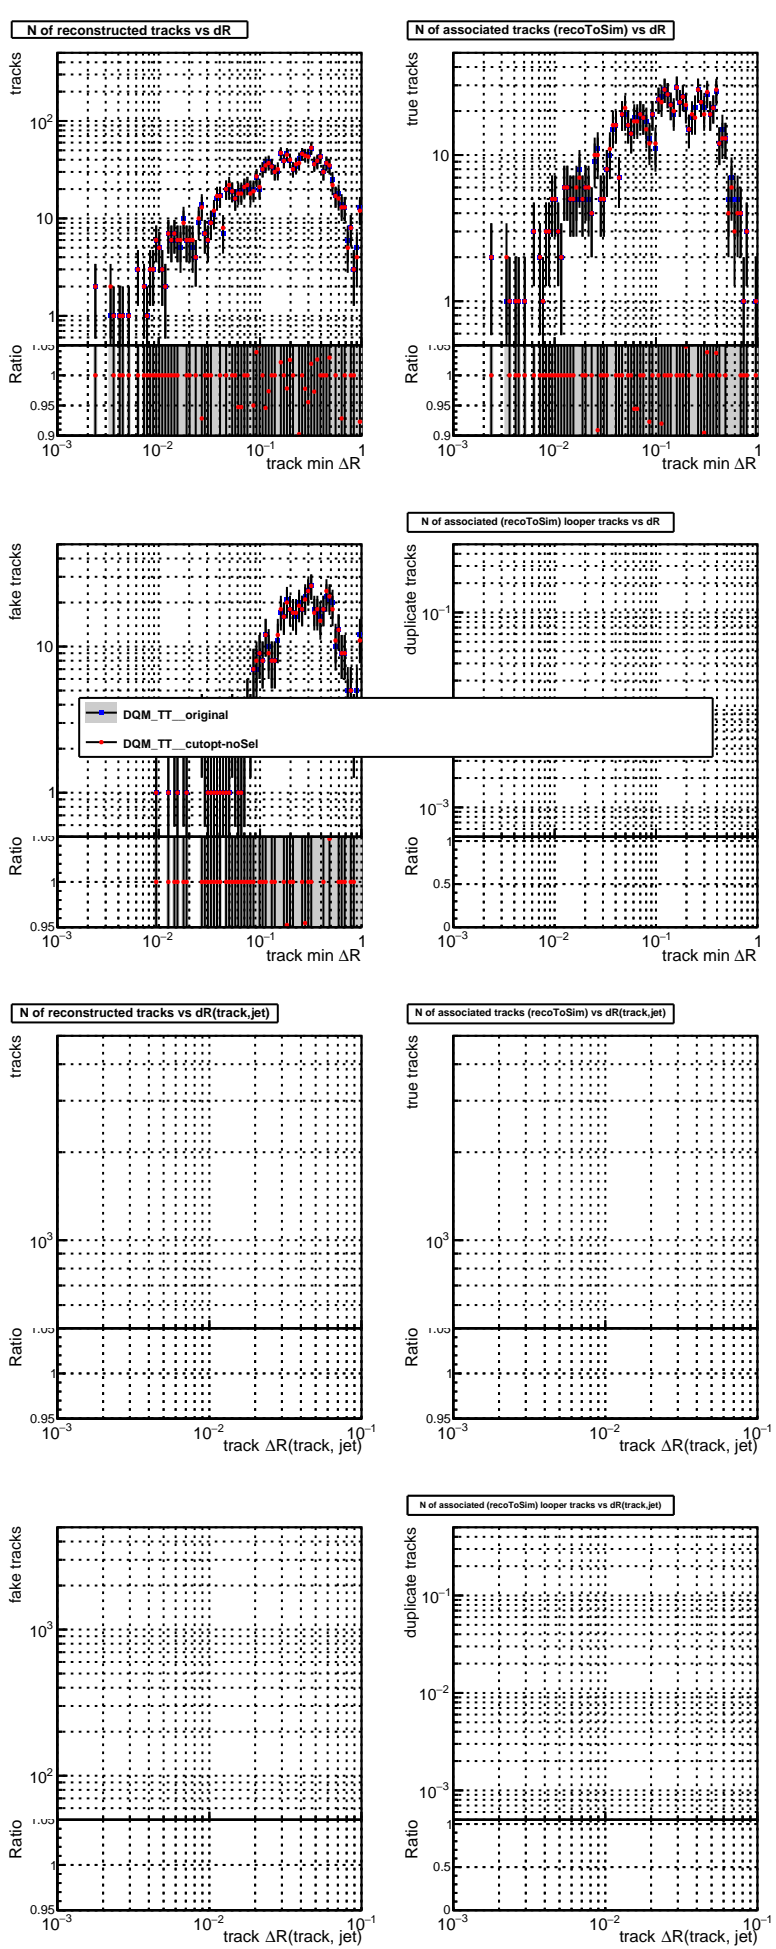 N of reconstructed tracks vs dR
N of associated tracks (recoToSim) vs dR
tracks
10²
10
1
Ratio
1.05
1
0.95
0.9
10⁻³
10⁻²
10⁻¹
1
track min ΔR
true tracks
10
1
Ratio
1.05
1
0.95
0.9
10⁻³
10⁻²
10⁻¹
1
track min ΔR
N of associated (recoToSim) looper tracks vs dR
fake tracks
10
1
Ratio
1.05
1
0.95
10⁻³
10⁻²
10⁻¹
1
track min ΔR
duplicate tracks
10⁻¹
10⁻³
Ratio
1
0.5
0
10⁻³
10⁻²
10⁻¹
1
track min ΔR
DQM_TT__original
DQM_TT__cutopt-noSel
N of reconstructed tracks vs dR(track,jet)
N of associated tracks (recoToSim) vs dR(track,jet)
tracks
10³
Ratio
1.05
1
0.95
10⁻³
10⁻²
10⁻¹
track ΔR(track, jet)
true tracks
10³
Ratio
1.05
1
0.95
10⁻³
10⁻²
10⁻¹
track ΔR(track, jet)
N of associated (recoToSim) looper tracks vs dR(track,jet)
fake tracks
10³
10²
Ratio
1.05
1
0.95
10⁻³
10⁻²
10⁻¹
track ΔR(track, jet)
duplicate tracks
10⁻¹
10⁻²
10⁻³
Ratio
1
0.5
0
10⁻³
10⁻²
10⁻¹
track ΔR(track, jet)